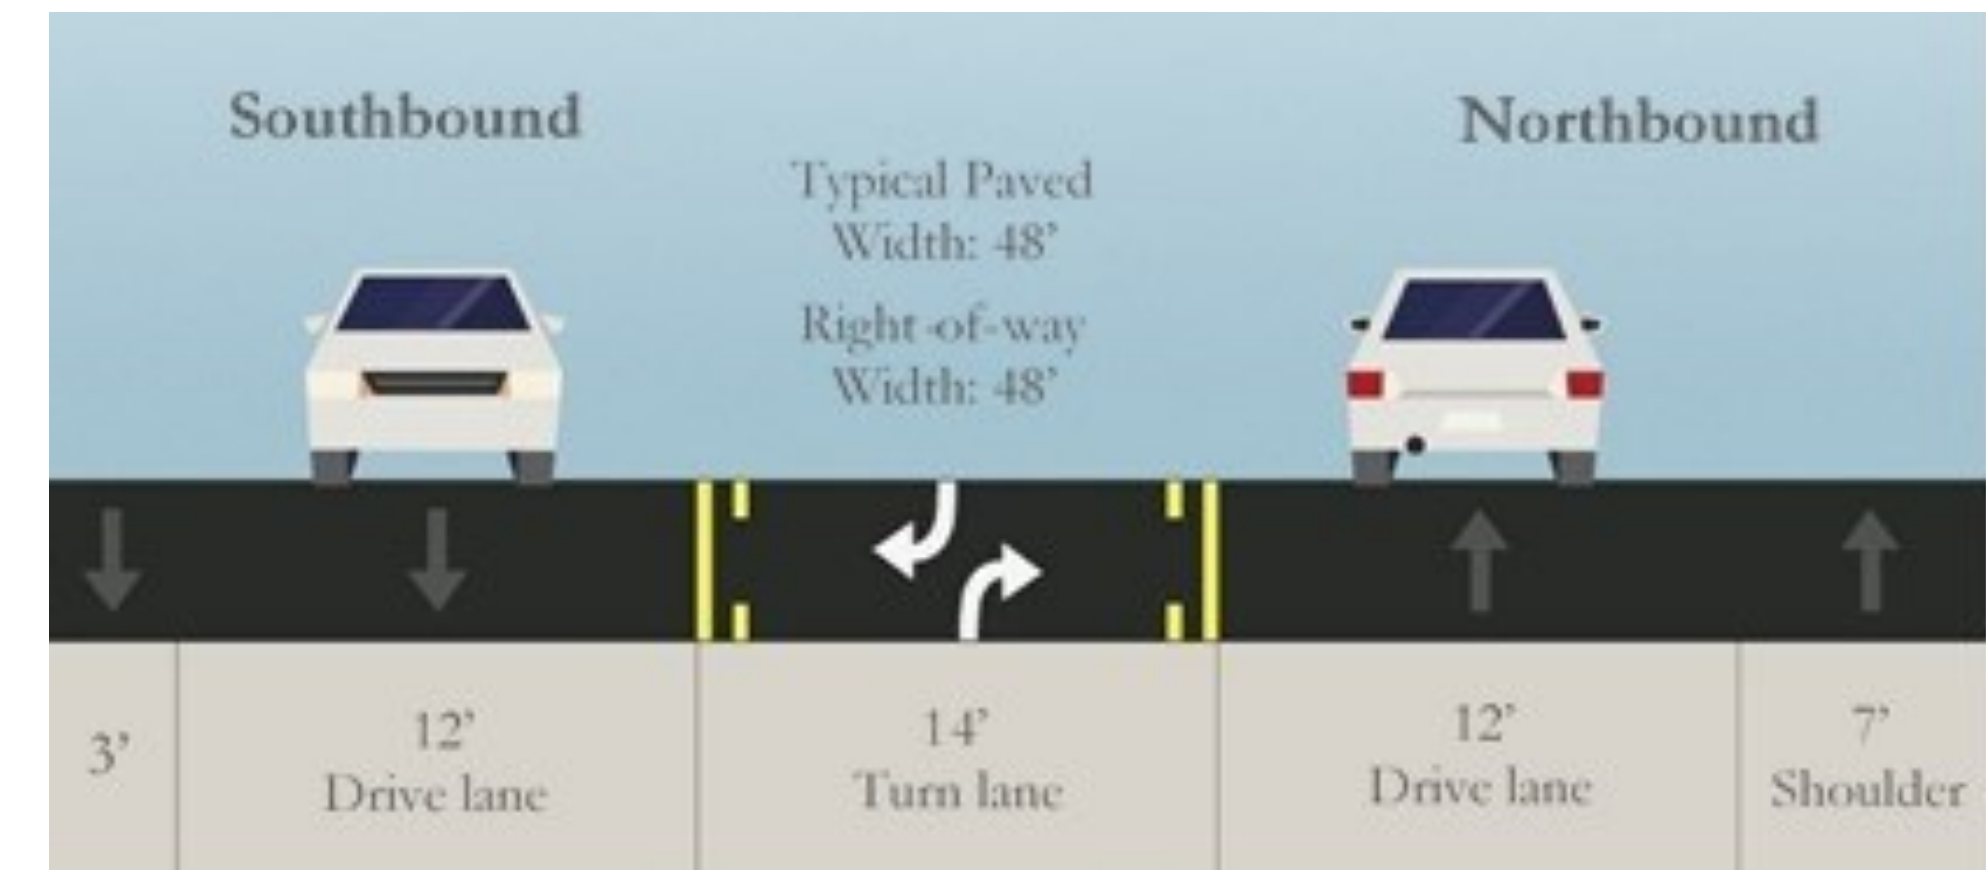 Southbound
Northbound
Typical Paved
Width: 48’
Right-of-way
Width: 48’
3’
12’
Drive lane
14’
Turn lane
12’
Drive lane
7’
Shoulder